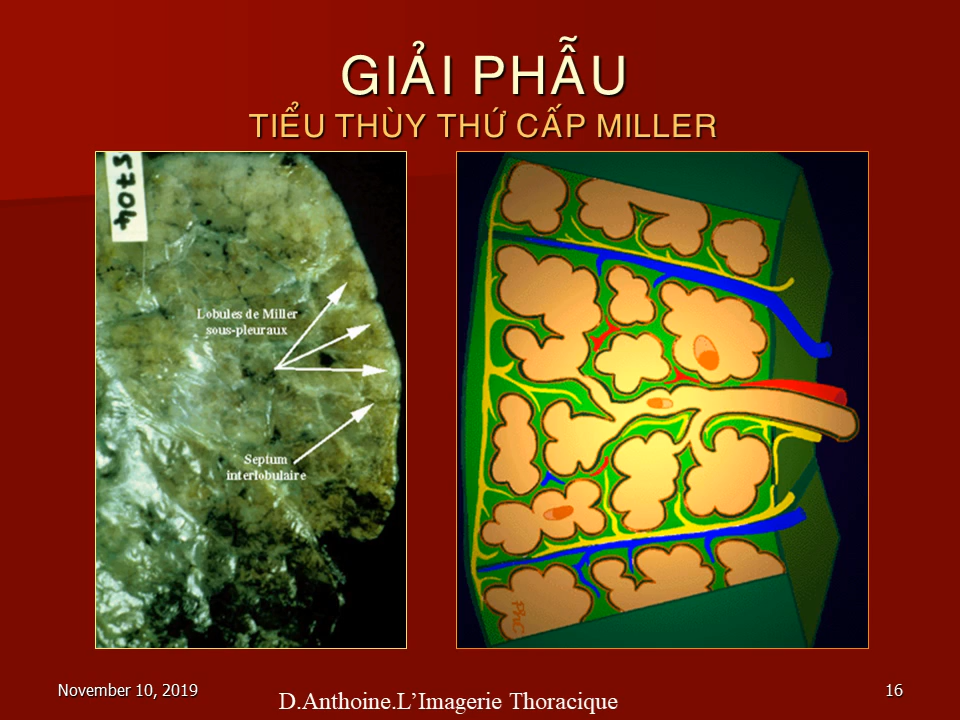 GIẢI PHẪU
TIỂU THÙY THỨ CẤP MILLER
Lobules de Miller
sous-pleuraux
Septum
interlobulaire
November 10, 2019
D.Anthoine.L’Imagerie Thoracique
16